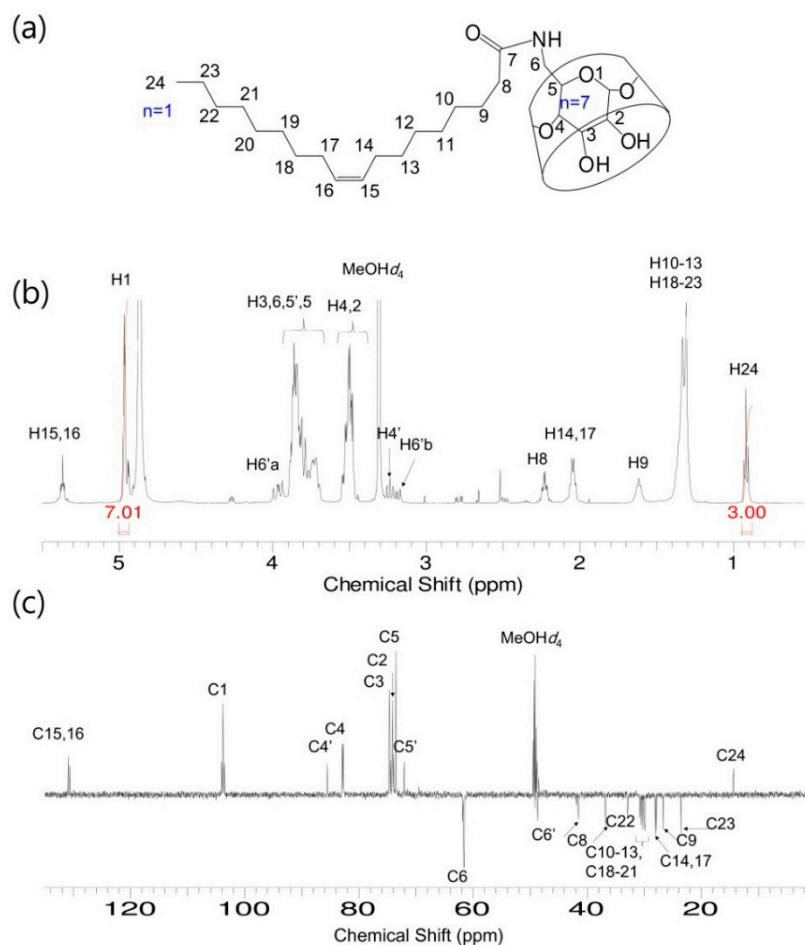 (a)
O
NH
7
6
8
5
O1
O
n=7
4
2
3
O
OH
OH
24
23
22
21
20
19
18
17
16
15
14
13
12
11
10
9
n=1
(b)
H1
MeOHd₄
H10-13
H18-23
H3,6,5',5
H4,2
H24
H15,16
H6'a
H4'
H6'b
H8
H14,17
H9
7.01
3.00
5
4
3
2
1
Chemical Shift (ppm)
(c)
C5
C2
C3
MeOHd₄
C1
C15,16
C4
C4'
C5'
C24
C6
C6'
C8
C22
C10-13,
C18-21
C14,17
C9
C23
120
100
80
60
40
20
Chemical Shift (ppm)